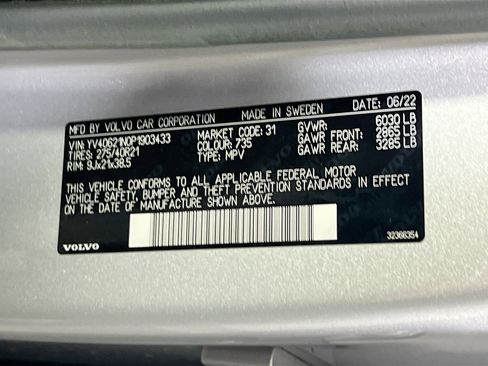 MFD BY VOLVO CAR CORPORATION MADE IN SWEDEN DATE: 06/22
VIN: YV40621N0P1903433 MARKET CODE: 31 GVWR: 6030 LB
TIRES: 275/40R21 COLOUR: 735 GAWR FRONT: 2865 LB
RIM: 9Jx21x38.5 TYPE: MPV GAWR REAR: 3285 LB
THIS VEHICLE CONFORMS TO ALL APPLICABLE FEDERAL MOTOR
VEHICLE SAFETY, BUMPER AND THEFT PREVENTION STANDARDS IN EFFECT
ON THE DATE OF MANUFACTURE SHOWN ABOVE.
VOLVO 32366354